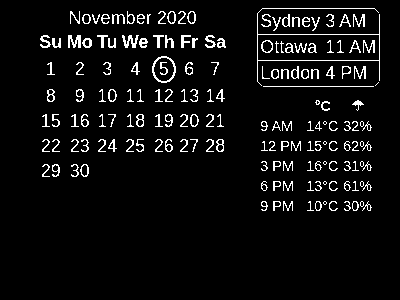 November 2020
Su Mo Tu We Th Fr Sa
1 2 3 4 5 6 7
8 9 10 11 12 13 14
15 16 17 18 19 20 21
22 23 24 25 26 27 28
29 30
Sydney 3 AM
Ottawa 11 AM
London 4 PM
°C ☂
9 AM 14°C 32%
12 PM 15°C 62%
3 PM 16°C 31%
6 PM 13°C 61%
9 PM 10°C 30%